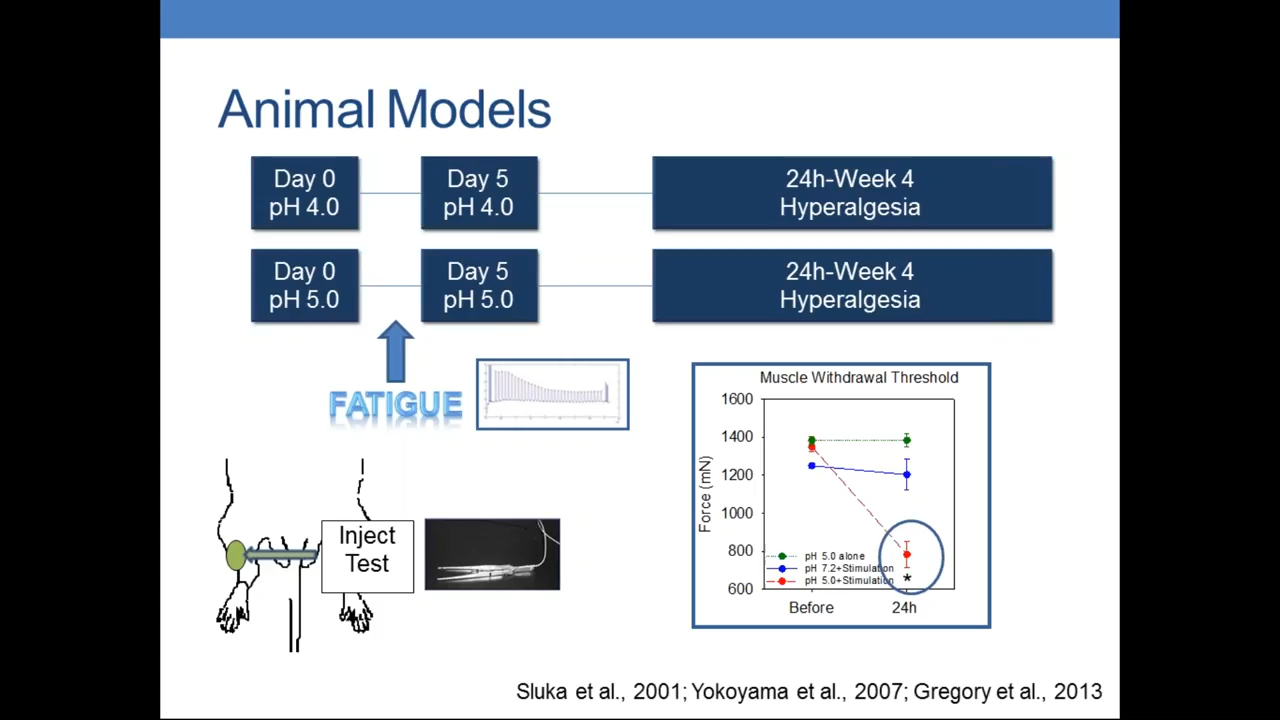 Animal Models
Day 0
pH 4.0
Day 5
pH 4.0
24h-Week 4
Hyperalgesia
Day 0
pH 5.0
Day 5
pH 5.0
24h-Week 4
Hyperalgesia
FATIGUE
Inject
Test
Muscle Withdrawal Threshold
Force (mN)
1600
1400
1200
1000
800
600
pH 5.0 alone
pH 7.2+Stimulation
pH 5.0+Stimulation
*
Before
24h
Sluka et al., 2001; Yokoyama et al., 2007; Gregory et al., 2013